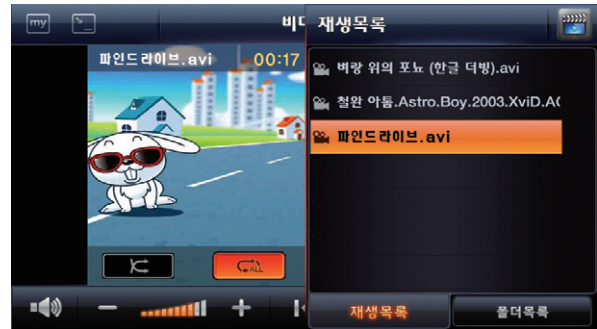 my
비디
재생목록
파인드라이브.avi 00:17
벼랑 위의 포뇨 (한글 더빙).avi
철완 아톰.Astro.Boy.2003.XviD.A(
파인드라이브.avi
ALL
재생목록
폴더목록